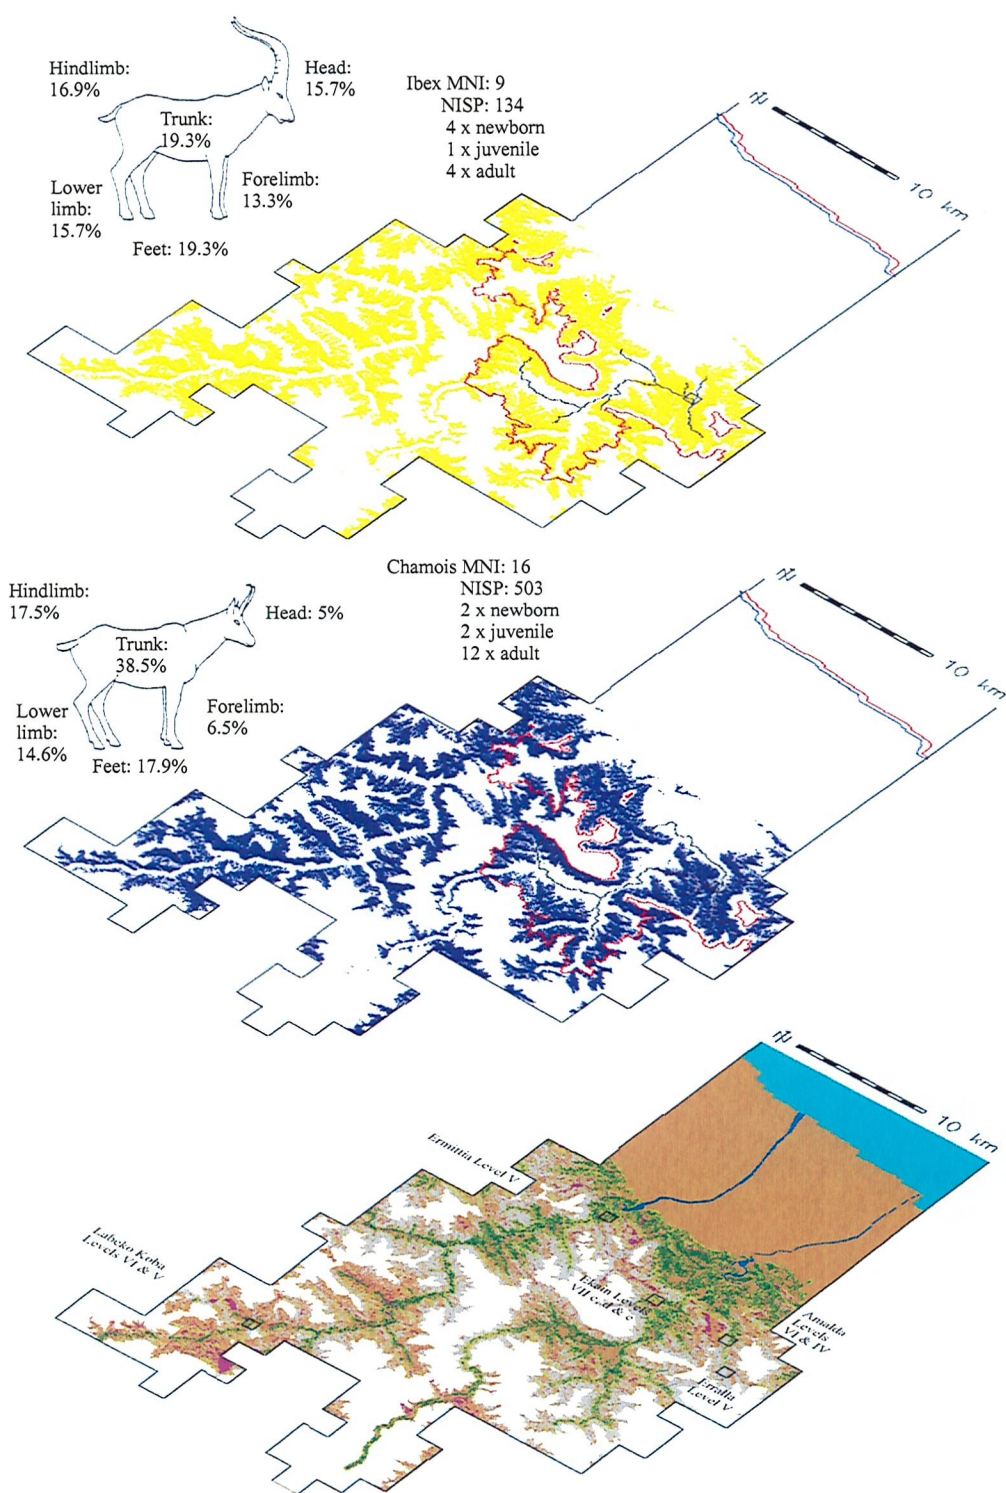 Hindlimb:
16.9%
Head:
15.7%
Trunk:
19.3%
Lower
limb:
15.7%
Forelimb:
13.3%
Feet: 19.3%
Ibex MNI: 9
NISP: 134
4 x newborn
1 x juvenile
4 x adult
N
10 km
Hindlimb:
17.5%
Head: 5%
Trunk:
38.5%
Lower
limb:
14.6%
Forelimb:
6.5%
Feet: 17.9%
Chamois MNI: 16
NISP: 503
2 x newborn
2 x juvenile
12 x adult
N
10 km
N
10 km
Ermittia Level V
Labeko Koba
Levels VI & V
Ekain Levels
VII c, d & e
Amalda
Levels
VI & IV
Erralla
Level V